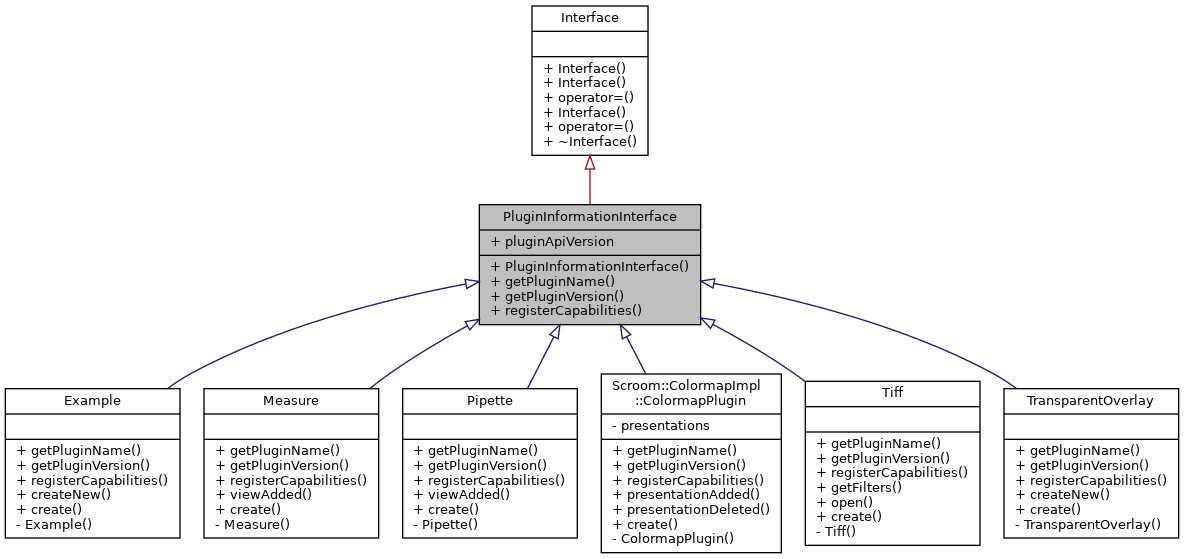 Interface
+ Interface()
+ Interface()
+ operator=()
+ Interface()
+ operator=()
+ ~Interface()
PluginInformationInterface
+ pluginApiVersion
+ PluginInformationInterface()
+ getPluginName()
+ getPluginVersion()
+ registerCapabilities()
Example
+ getPluginName()
+ getPluginVersion()
+ registerCapabilities()
+ createNew()
+ create()
- Example()
Measure
+ getPluginName()
+ getPluginVersion()
+ registerCapabilities()
+ viewAdded()
+ create()
- Measure()
Pipette
+ getPluginName()
+ getPluginVersion()
+ registerCapabilities()
+ viewAdded()
+ create()
- Pipette()
Scroom::ColormapImpl
::ColormapPlugin
- presentations
+ getPluginName()
+ getPluginVersion()
+ registerCapabilities()
+ presentationAdded()
+ presentationDeleted()
+ create()
- ColormapPlugin()
Tiff
+ getPluginName()
+ getPluginVersion()
+ registerCapabilities()
+ getFilters()
+ open()
+ create()
- Tiff()
TransparentOverlay
+ getPluginName()
+ getPluginVersion()
+ registerCapabilities()
+ createNew()
+ create()
- TransparentOverlay()